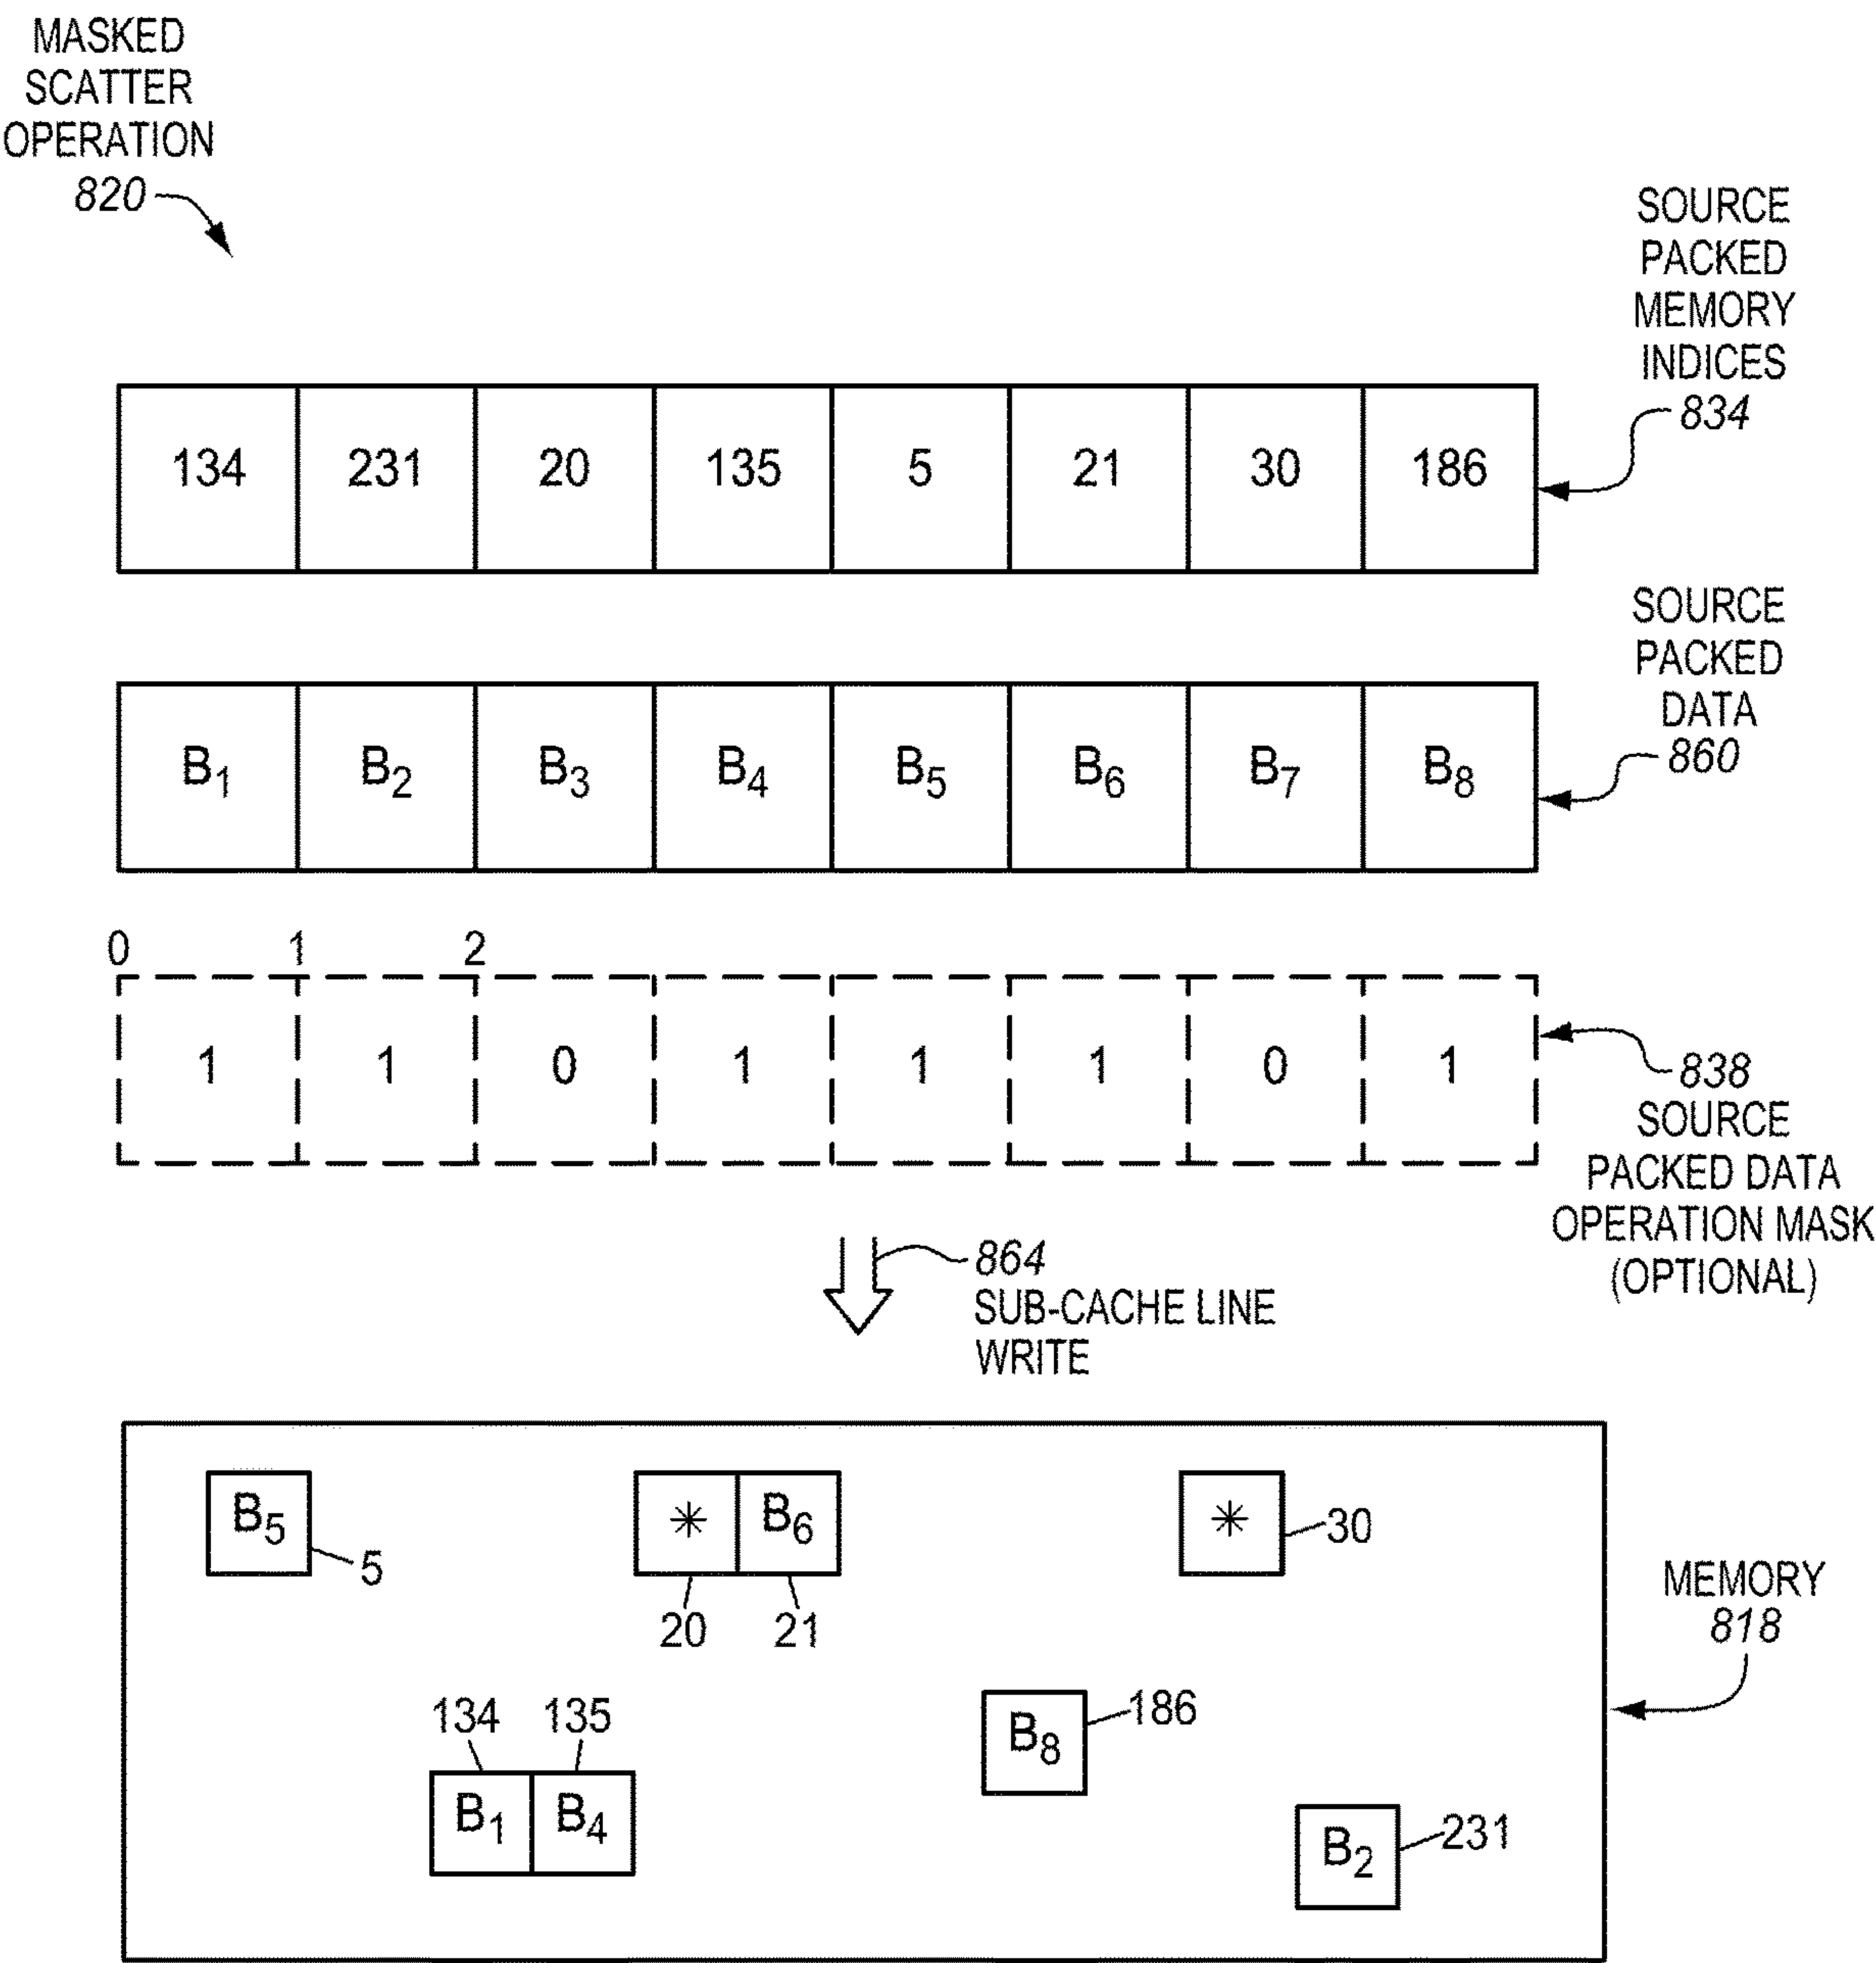 MASKED
SCATTER
OPERATION
820
SOURCE
PACKED
MEMORY
INDICES
834
134 231 20 135 5 21 30 186
SOURCE
PACKED
DATA
860
B1 B2 B3 B4 B5 B6 B7 B8
0 1 2
1 1 0 1 1 1 0 1
838
SOURCE
PACKED DATA
OPERATION MASK
(OPTIONAL)
864
SUB-CACHE LINE
WRITE
B5 * B6 *
5 20 21 30
MEMORY
818
134 135 186
B1 B4 B8
B2 231